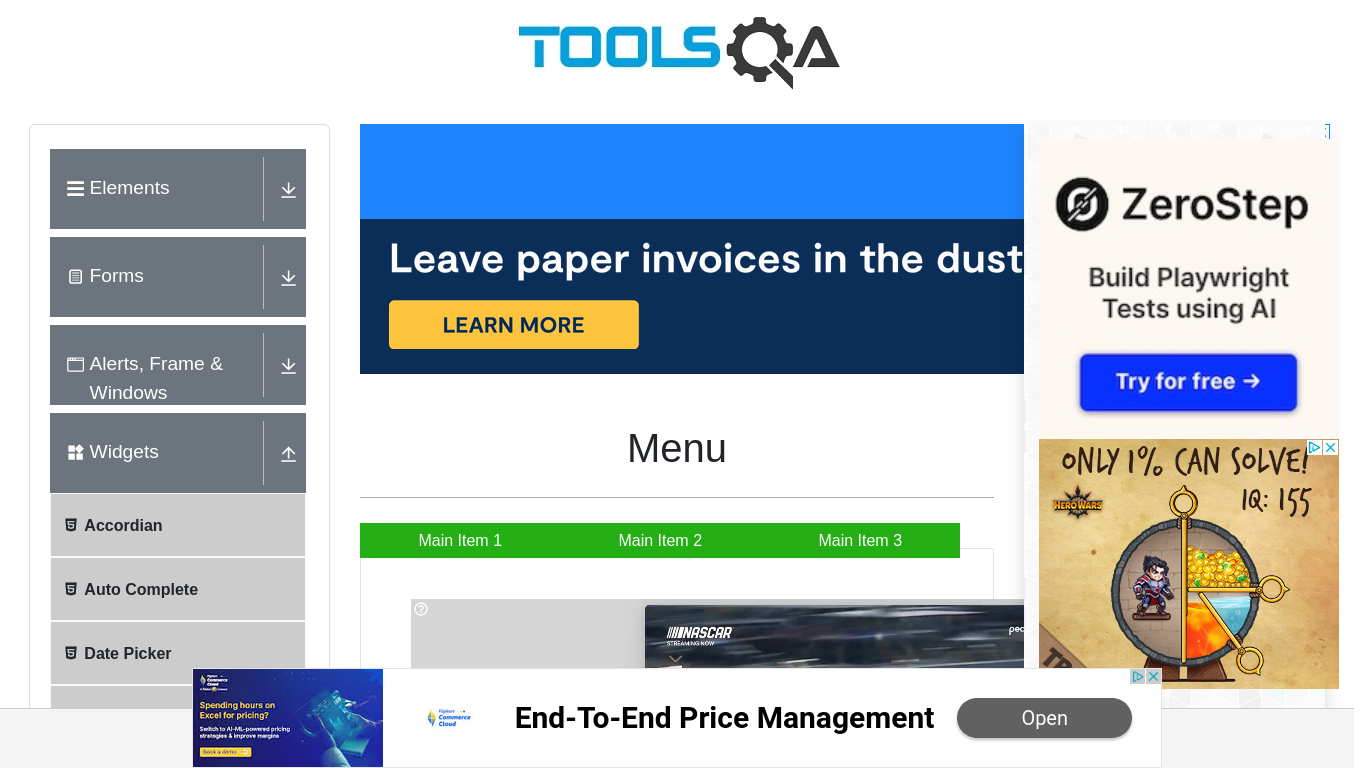 TOOLSQA
Elements
Forms
Alerts, Frame &
Windows
Widgets
Accordian
Auto Complete
Date Picker
Leave paper invoices in the dust
LEARN MORE
Menu
Main Item 1
Main Item 2
Main Item 3
NASCAR
STREAMING NOW
ZeroStep
Build Playwright
Tests using AI
Try for free →
ONLY 1% CAN SOLVE!
IQ: 155
HERO WARS
Flipkart
Commerce
Cloud
Spending hours on
Excel for pricing?
Switch to AI-ML-powered pricing
strategies & improve margins
Book a demo
Flipkart
Commerce
Cloud
End-To-End Price Management
Open